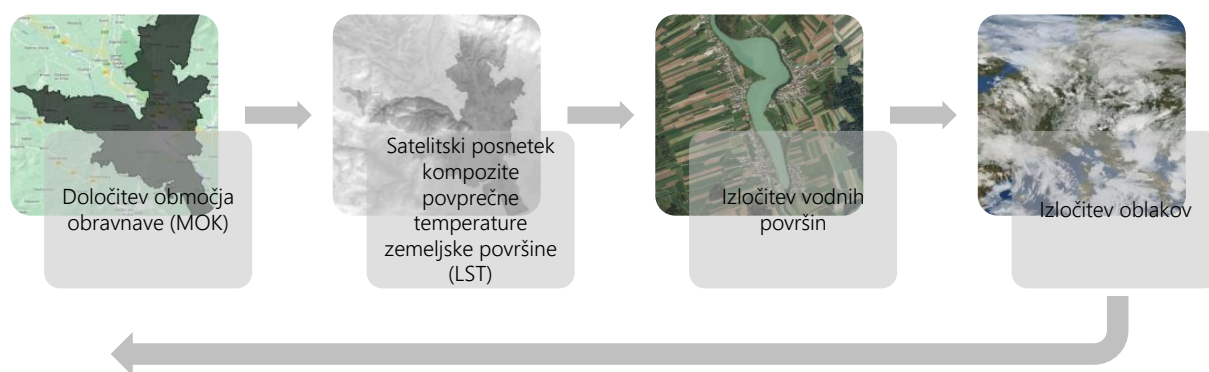 Določitev območja
obravnave (MOK)
Satelitski posnetek
kompozite
povprečne
temperature
zemeljske površine
(LST)
Izločitev vodnih
površin
Izločitev oblakov